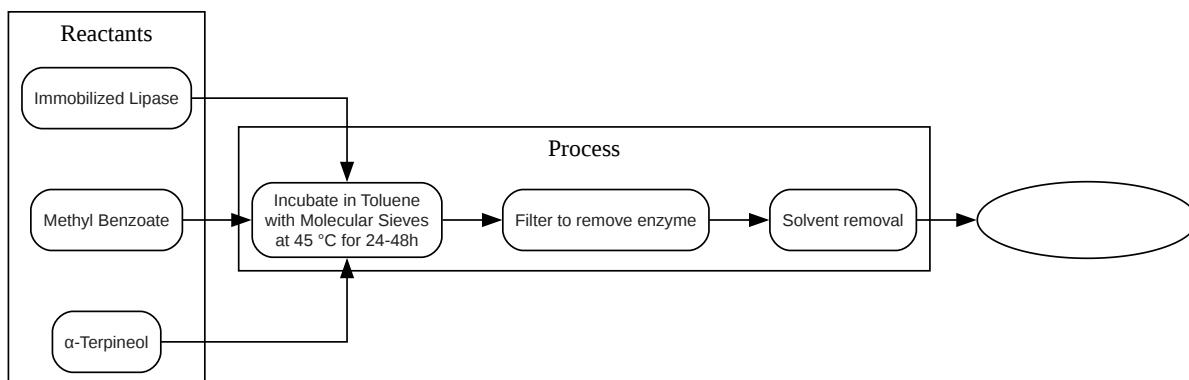 Reactants
Immobilized Lipase
Methyl Benzoate
α-Terpineol
Process
Incubate in Toluene
with Molecular Sieves
at 45 °C for 24-48h
Filter to remove enzyme
Solvent removal